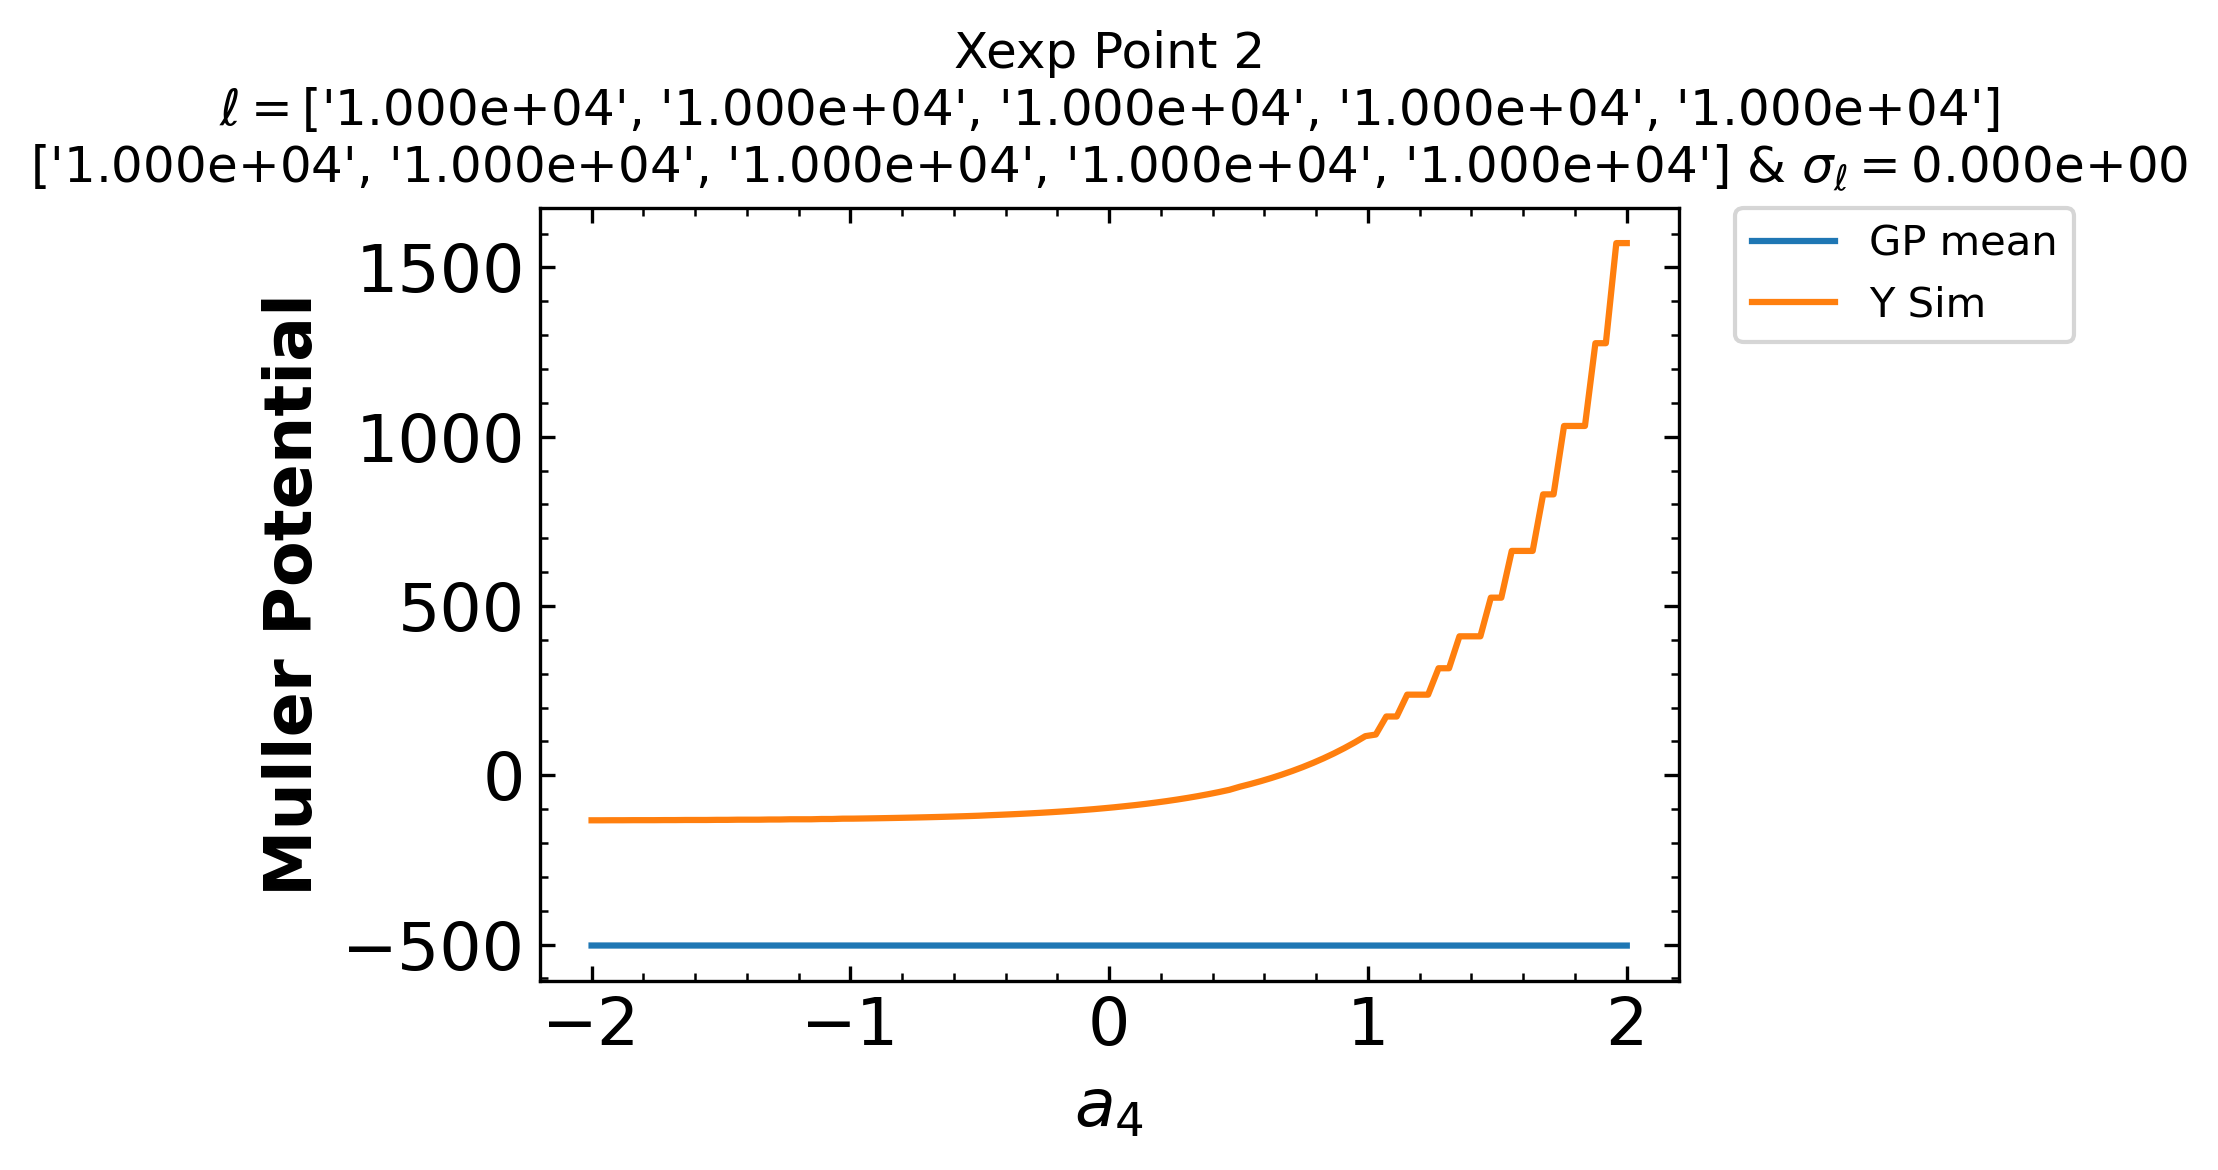 Xexp Point 2
ℓ = ['1.000e+04', '1.000e+04', '1.000e+04', '1.000e+04', '1.000e+04']
['1.000e+04', '1.000e+04', '1.000e+04', '1.000e+04', '1.000e+04'] & σ_ℓ = 0.000e+00
GP mean
Y Sim
Muller Potential
1500
1000
500
0
−500
−2 −1 0 1 2
a₄